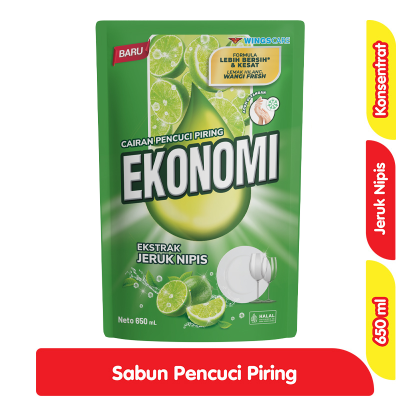 BARU
WINGSCARE
FORMULA
LEBIH BERSIH*
& KESAT
LEMAK HILANG,
WANGI FRESH
CAIRAN PENCUCI PIRING
EKONOMI
EKSTRAK
JERUK NIPIS
Neto 650 mL
HALAL
Konsentrat
Jeruk Nipis
650 ml
Sabun Pencuci Piring